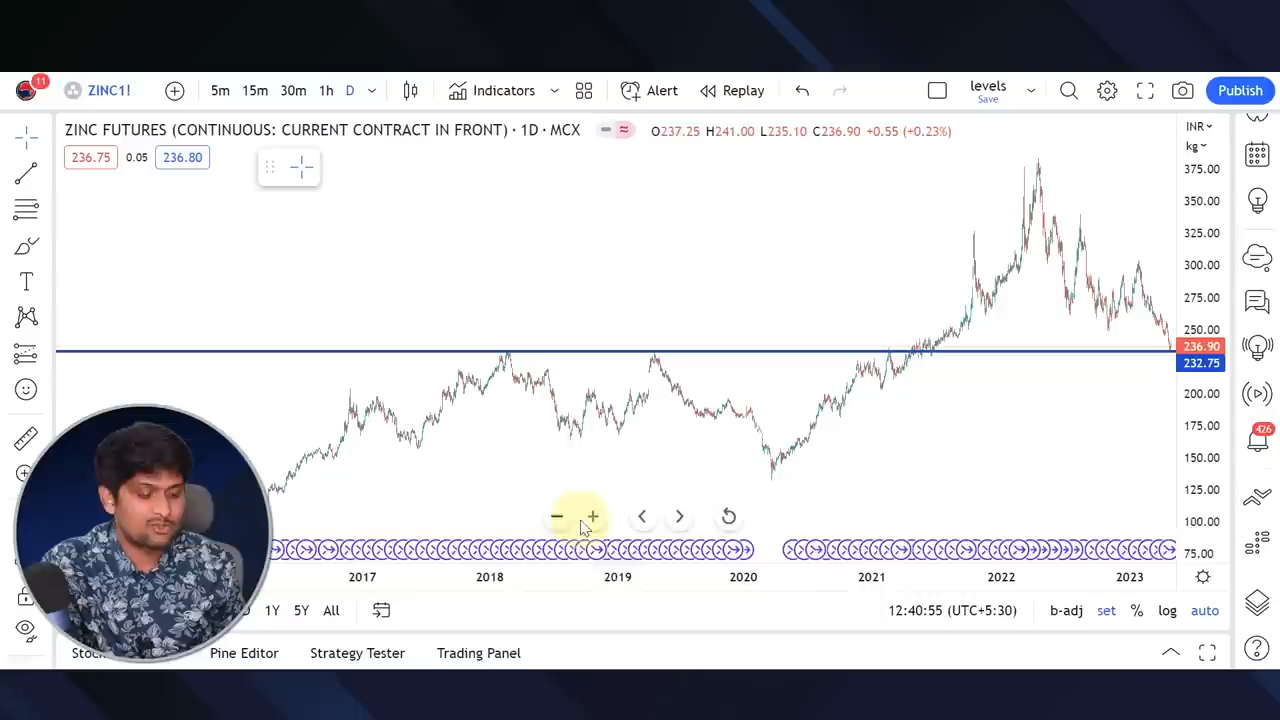 11
ZINC1!
5m 15m 30m 1h D
Indicators
Alert
Replay
levels
Save
Publish
ZINC FUTURES (CONTINUOUS: CURRENT CONTRACT IN FRONT) · 1D · MCX
O237.25 H241.00 L235.10 C236.90 +0.55 (+0.23%)
INR
kg
236.75 0.05 236.80
375.00
350.00
325.00
300.00
275.00
250.00
236.90
232.75
200.00
175.00
150.00
125.00
100.00
75.00
426
2017 2018 2019 2020 2021 2022 2023
1Y 5Y All
12:40:55 (UTC+5:30)
b-adj set % log auto
Pine Editor Strategy Tester Trading Panel